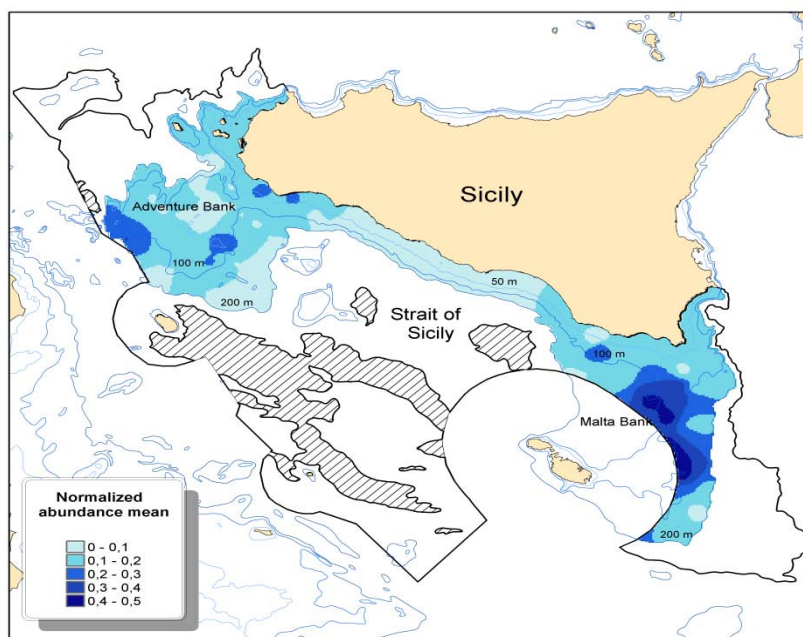 Sicily
Adventure Bank
100 m
200 m
50 m
Strait of
Sicily
100 m
Malta Bank
200 m
Normalized
abundance mean
0 - 0,1
0,1 - 0,2
0,2 - 0,3
0,3 - 0,4
0,4 - 0,5